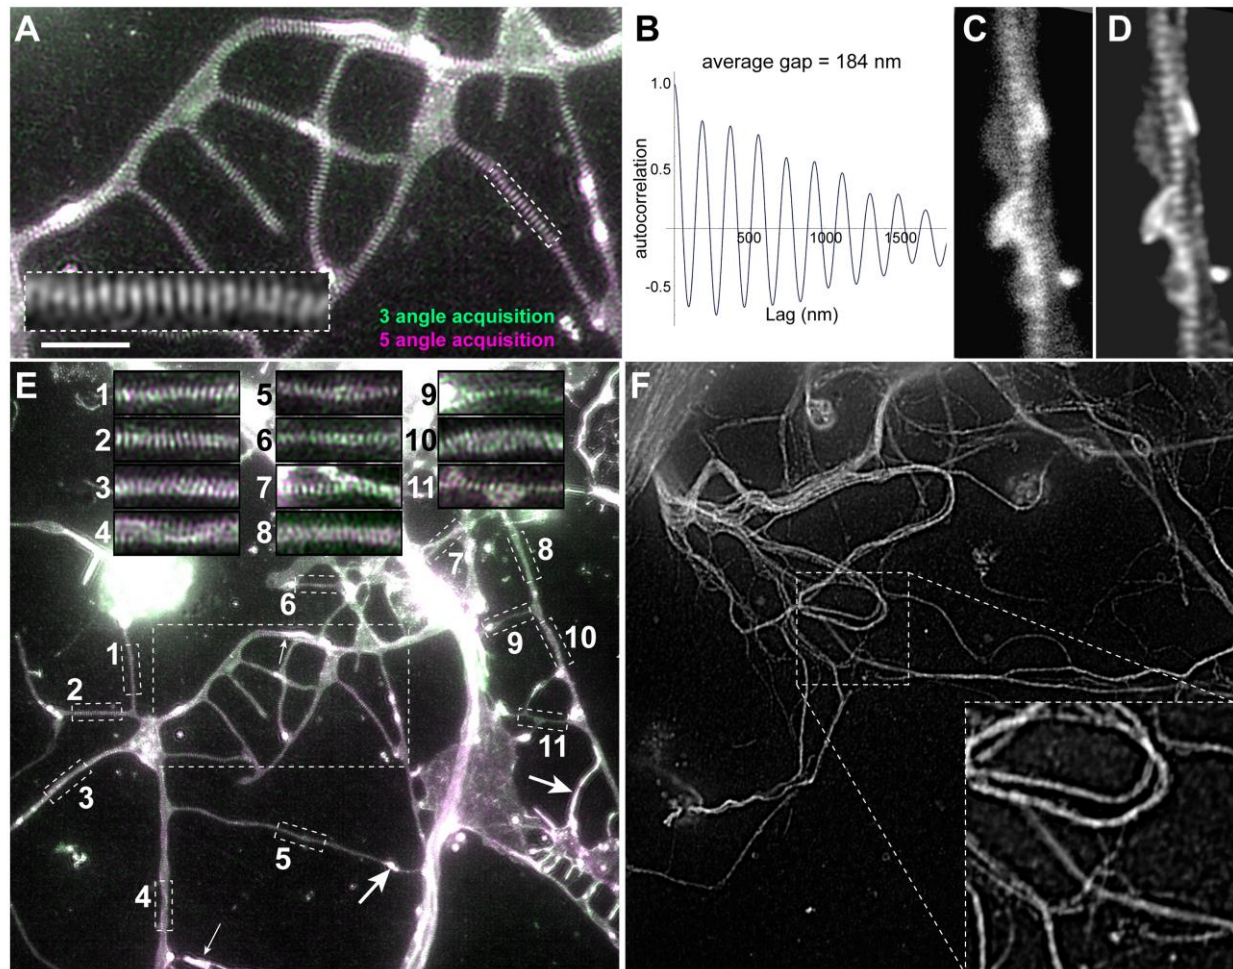 A
3 angle acquisition
5 angle acquisition
B
average gap = 184 nm
autocorrelation
1.0
0.5
-0.5
500
1000
1500
Lag (nm)
C
D
E
1
2
3
4
5
6
7
8
9
10
11
1
2
3
4
5
6
7
8
9
10
11
F